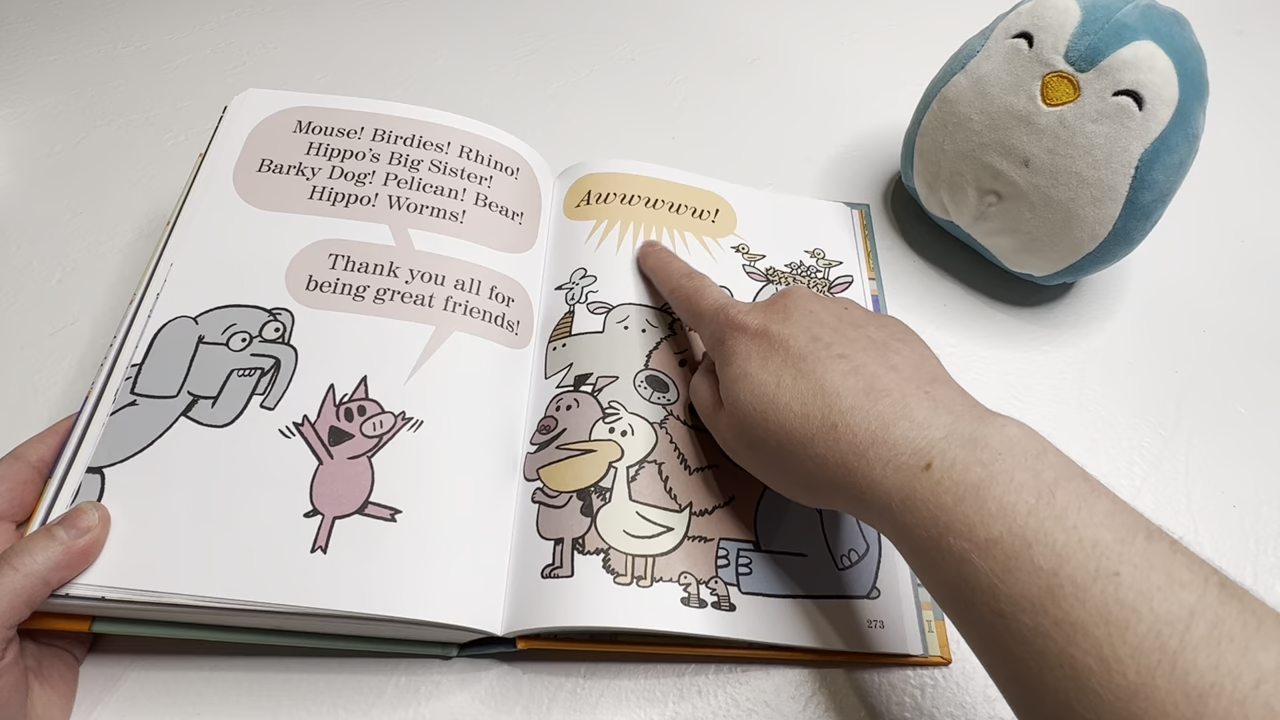 Mouse! Birdies! Rhino!
Hippo's Big Sister!
Barky Dog! Pelican! Bear!
Hippo! Worms!
Thank you all for
being great friends!
Awwwww!
273